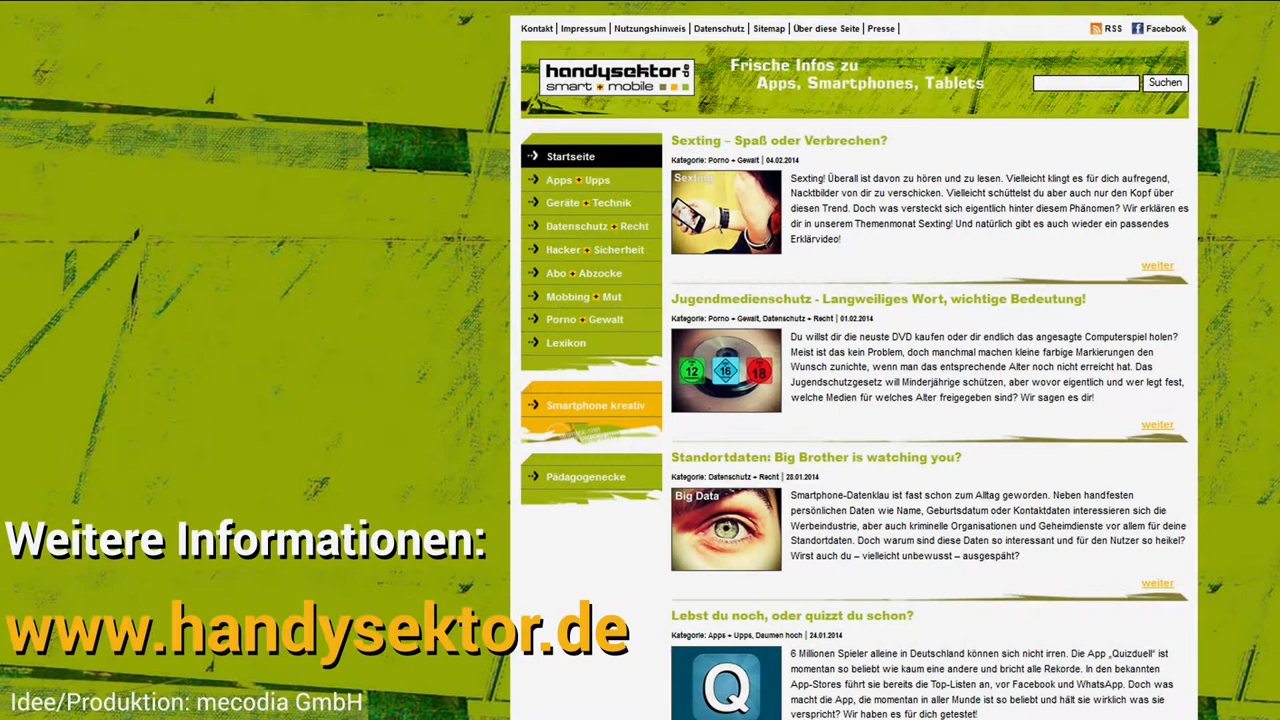 Kontakt | Impressum | Nutzungshinweis | Datenschutz | Sitemap | Über diese Seite | Presse |
RSS
Facebook
handysektor.de
smart + mobile
Frische Infos zu
Apps, Smartphones, Tablets
Suchen
Startseite
Apps + Upps
Geräte + Technik
Datenschutz + Recht
Hacker + Sicherheit
Abo + Abzocke
Mobbing + Mut
Porno + Gewalt
Lexikon
Smartphone kreativ
Pädagogenecke
Sexting – Spaß oder Verbrechen?
Kategorie: Porno + Gewalt | 04.02.2014
Sexting
Sexting! Überall ist davon zu hören und zu lesen. Vielleicht klingt es für dich aufregend,
Nacktbilder von dir zu verschicken. Vielleicht schüttelst du aber auch nur den Kopf über
diesen Trend. Doch was versteckt sich eigentlich hinter diesem Phänomen? Wir erklären es
dir in unserem Themenmonat Sexting! Und natürlich gibt es auch wieder ein passendes
Erklärvideo!
weiter
Jugendmedienschutz - Langweiliges Wort, wichtige Bedeutung!
Kategorie: Porno + Gewalt, Datenschutz + Recht | 01.02.2014
12
16
18
Du willst dir die neuste DVD kaufen oder dir endlich das angesagte Computerspiel holen?
Meist ist das kein Problem, doch manchmal machen kleine farbige Markierungen den
Wunsch zunichte, wenn man das entsprechende Alter noch nicht erreicht hat. Das
Jugendschutzgesetz will Minderjährige schützen, aber wovor eigentlich und wer legt fest,
welche Medien für welches Alter freigegeben sind? Wir sagen es dir!
weiter
Standortdaten: Big Brother is watching you?
Kategorie: Datenschutz + Recht | 28.01.2014
Big Data
Smartphone-Datenklau ist fast schon zum Alltag geworden. Neben handfesten
persönlichen Daten wie Name, Geburtsdatum oder Kontaktdaten interessieren sich die
Werbeindustrie, aber auch kriminelle Organisationen und Geheimdienste vor allem für deine
Standortdaten. Doch warum sind diese Daten so interessant und für den Nutzer so heikel?
Wirst auch du – vielleicht unbewusst – ausgespäht?
weiter
Lebst du noch, oder quizzt du schon?
Kategorie: Apps + Upps, Daumen hoch | 24.01.2014
Q
6 Millionen Spieler alleine in Deutschland können sich nicht irren. Die App „Quizduell“ ist
momentan so beliebt wie kaum eine andere und bricht alle Rekorde. In den bekannten
App-Stores führt sie bereits die Top-Listen an, vor Facebook und WhatsApp. Doch was
macht die App, die momentan in aller Munde ist so beliebt und hält sie wirklich was sie
verspricht? Wir haben es für dich getestet!
Weitere Informationen:
www.handysektor.de
Idee/Produktion: mecodia GmbH